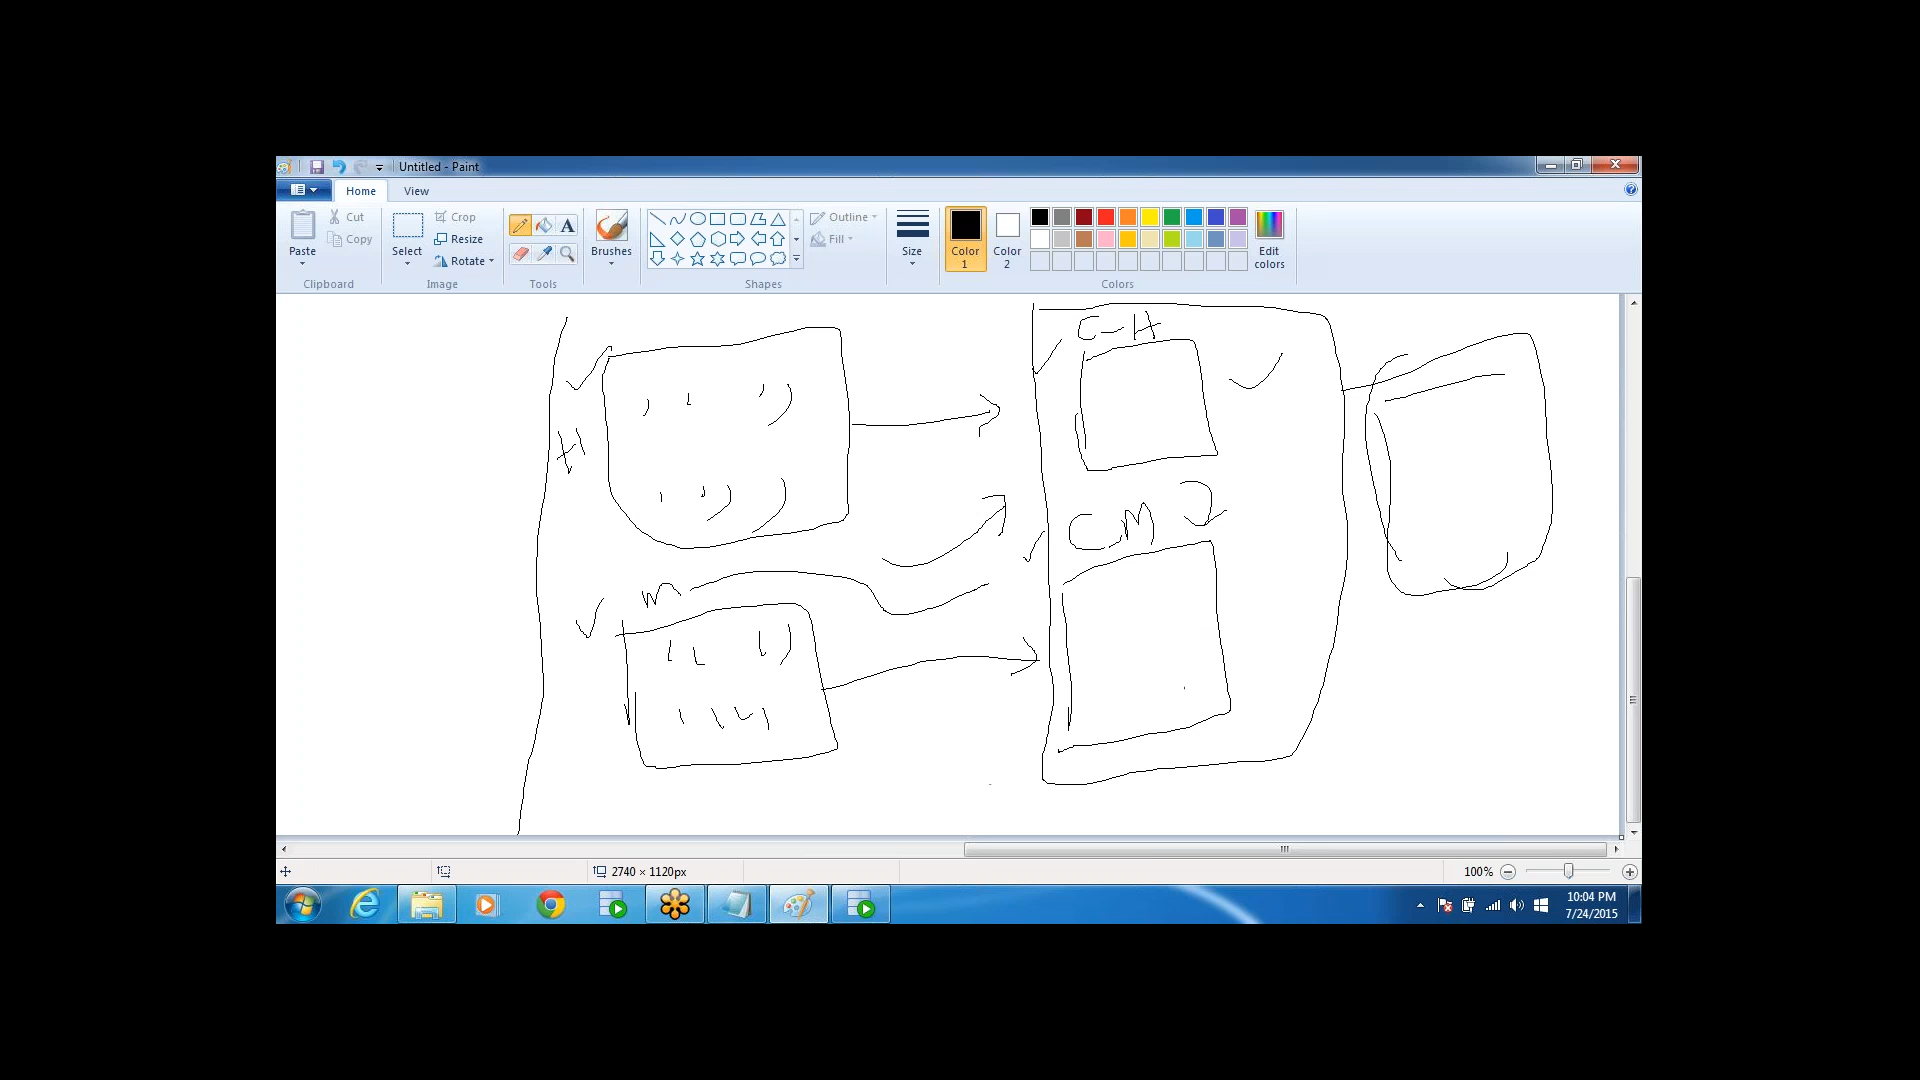 Untitled - Paint
Home View
Cut
Copy
Paste
Crop
Resize
Rotate
Select
Brushes
Outline
Fill
Size
Color 1
Color 2
Edit colors
Clipboard Image Tools Shapes Colors
C-H
H
CM
m
2740 × 1120px 100%
10:04 PM
7/24/2015